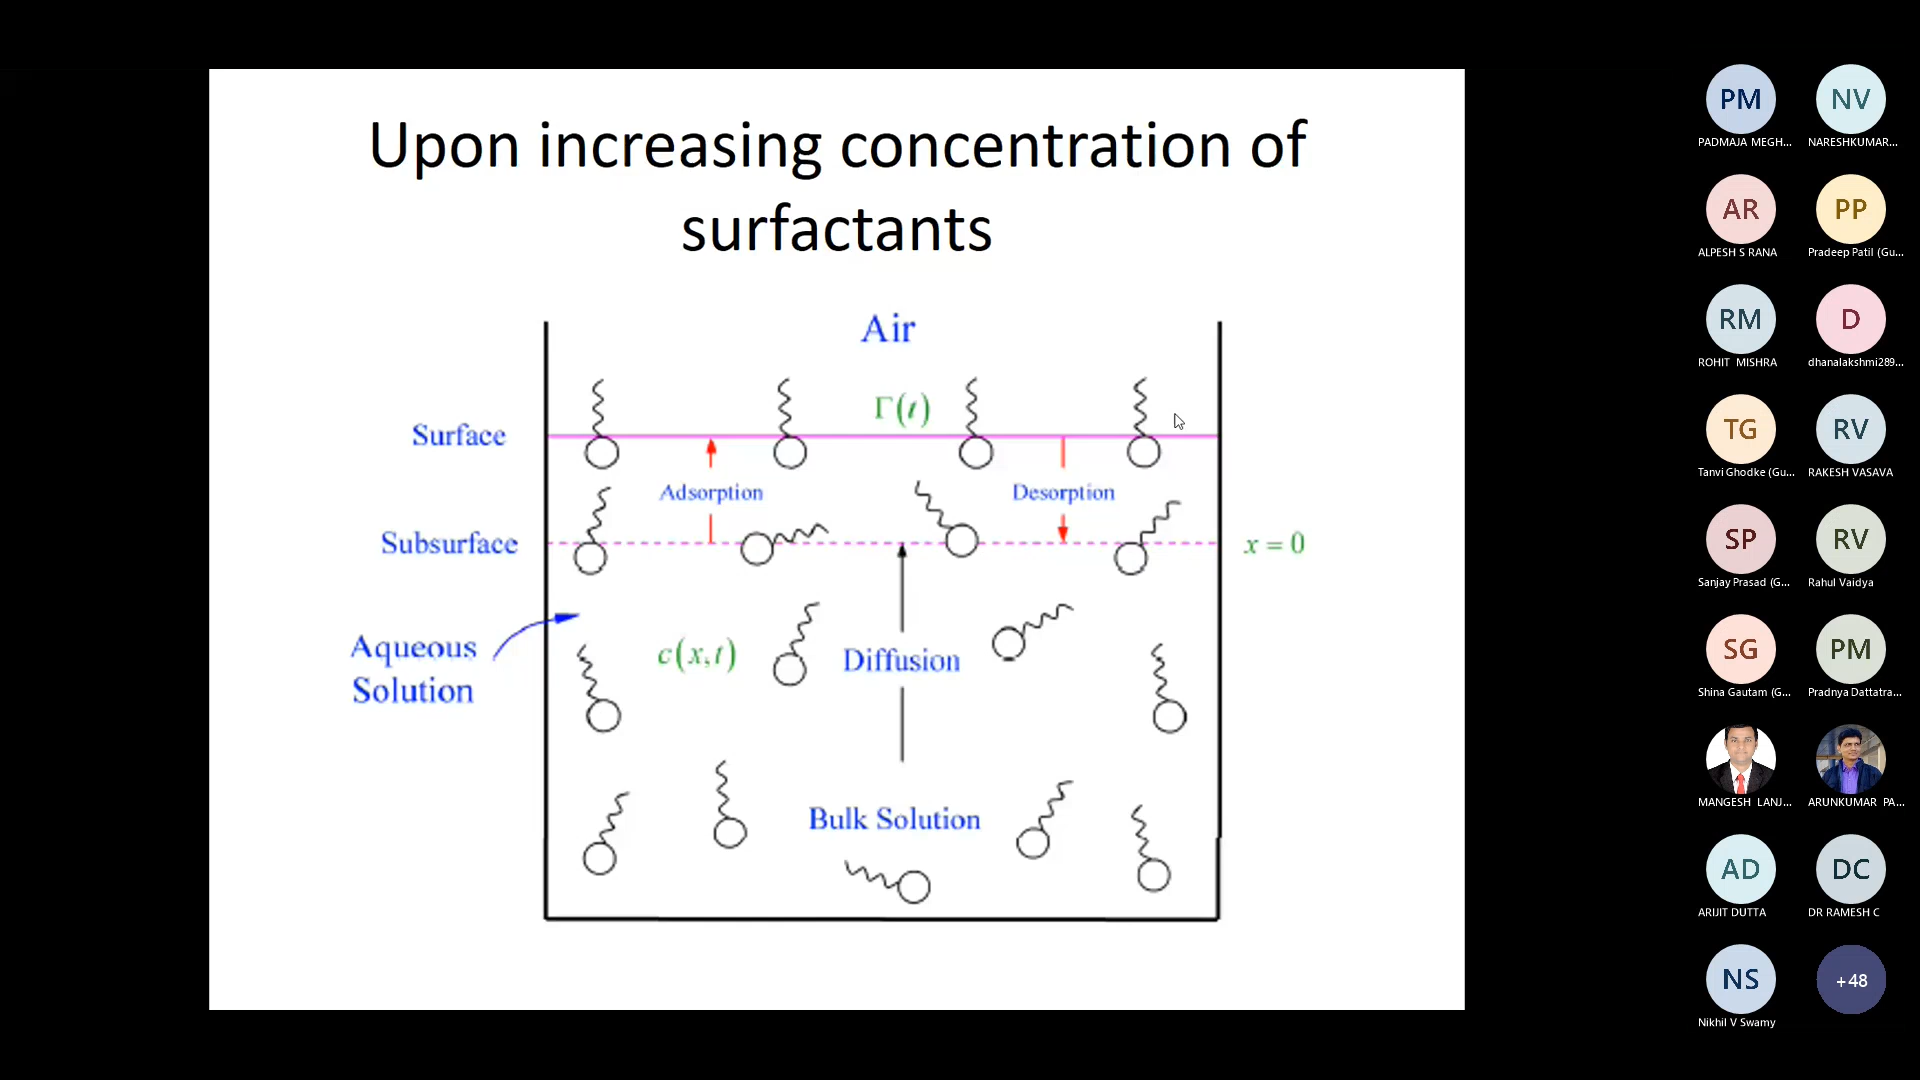 Upon increasing concentration of
surfactants
Air
Γ(t)
Surface
Adsorption
Desorption
Subsurface
x = 0
Aqueous
Solution
c(x,t)
Diffusion
Bulk Solution
PM
NV
PADMAJA MEGH...
NARESHKUMAR...
AR
PP
ALPESH S RANA
Pradeep Patil (Gu...
RM
D
ROHIT MISHRA
dhanalakshmi289...
TG
RV
Tanvi Ghodke (Gu...
RAKESH VASAVA
SP
RV
Sanjay Prasad (G...
Rahul Vaidya
SG
PM
Shina Gautam (G...
Pradnya Dattatra...
MANGESH LANJ...
ARUNKUMAR PA...
AD
DC
ARIJIT DUTTA
DR RAMESH C
NS
+48
Nikhil V Swamy